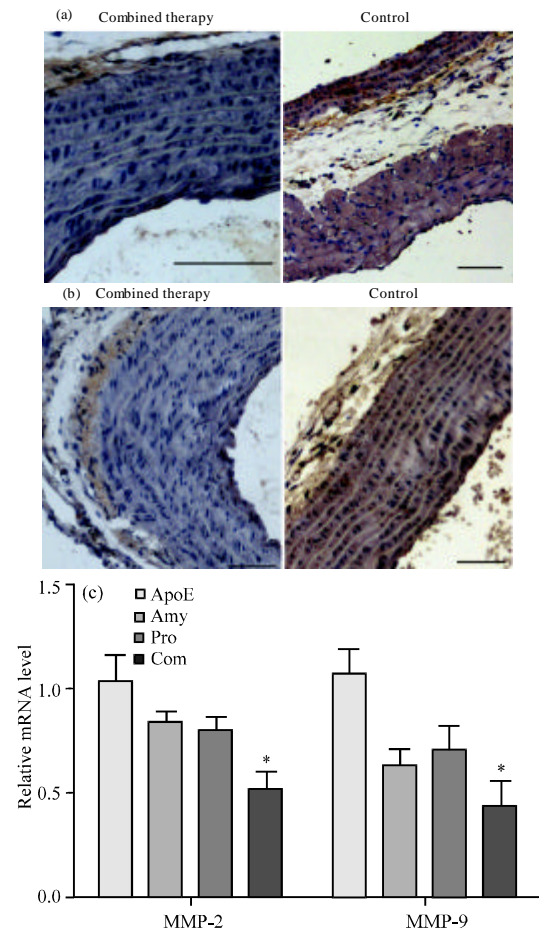 (a) Combined therapy Control
(b) Combined therapy Control
(c)
ApoE
Amy
Pro
Com
Relative mRNA level
1.5
1.0
0.5
0.0
*
*
MMP-2 MMP-9